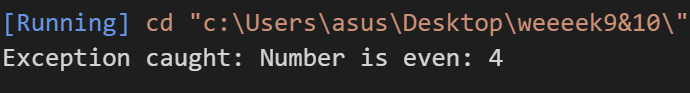 [Running] cd "c:\Users\asus\Desktop\weeeek9&10\"
Exception caught: Number is even: 4